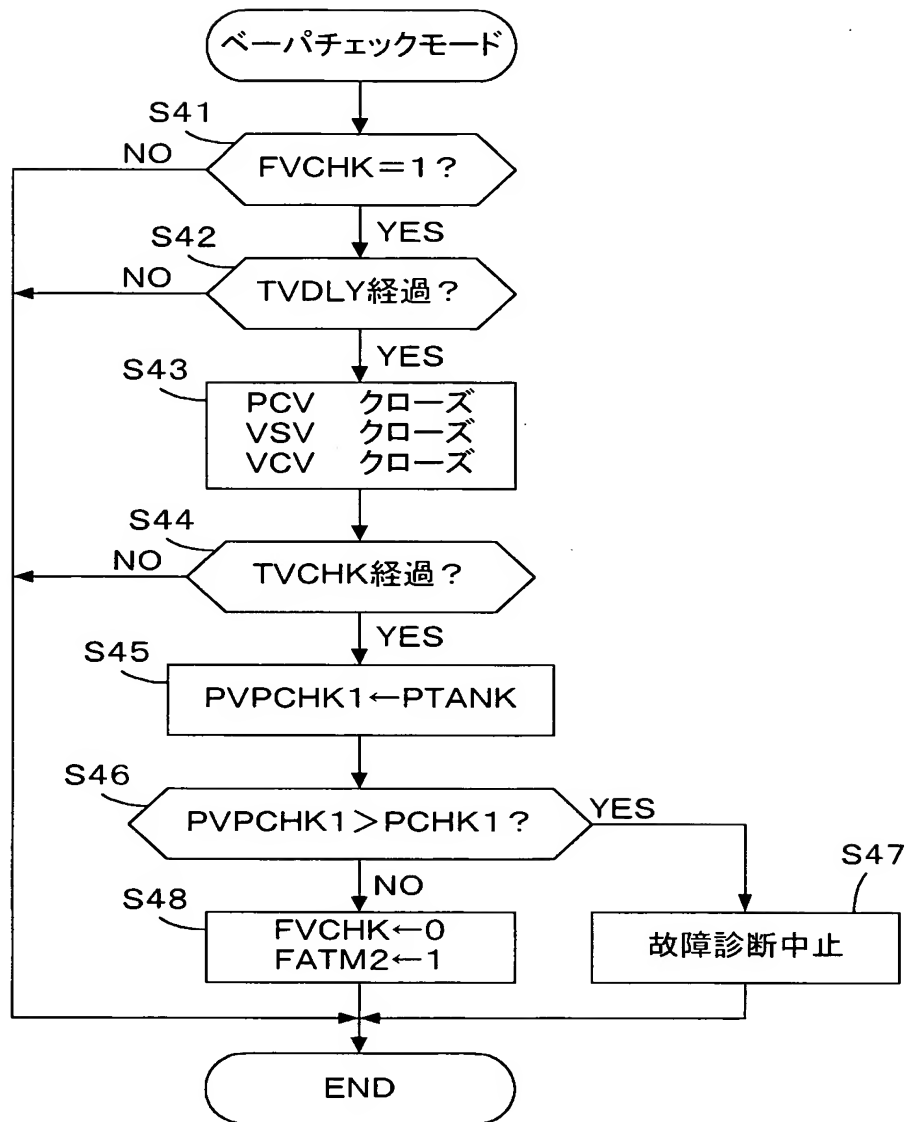 ベーパチェックモード
S41
NO
FVCHK=1?
YES
S42
NO
TVDLY経過?
YES
S43
PCV クローズ
VSV クローズ
VCV クローズ
S44
NO
TVCHK経過?
YES
S45
PVPCHK1←PTANK
S46
PVPCHK1>PCHK1?
YES
NO
S47
S48
FVCHK←0
FATM2←1
故障診断中止
END